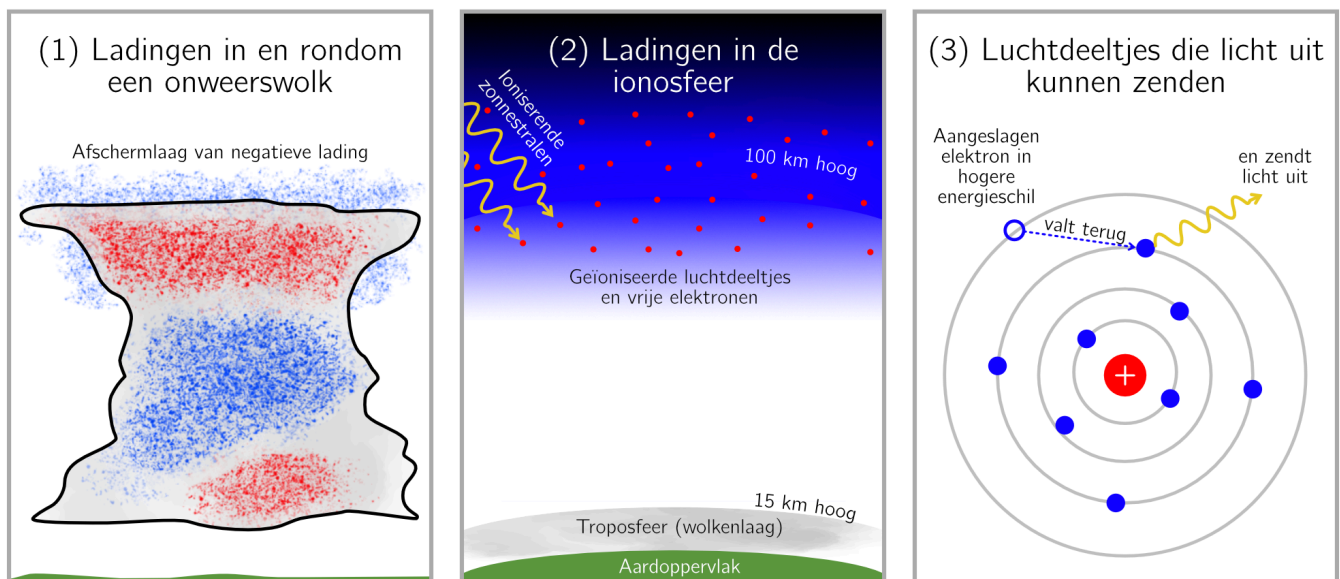 (1) Ladingen in en rondom
een onweerswolk
Afschermlaag van negatieve lading
(2) Ladingen in de
ionosfeer
Ioniserende
zonnestralen
100 km hoog
Geïoniseerde luchtdeeltjes
en vrije elektronen
15 km hoog
Troposfeer (wolkenlaag)
Aardoppervlak
(3) Luchtdeeltjes die licht uit
kunnen zenden
Aangeslagen
elektron in
hogere
energieschil
en zendt
licht uit
valt terug
+